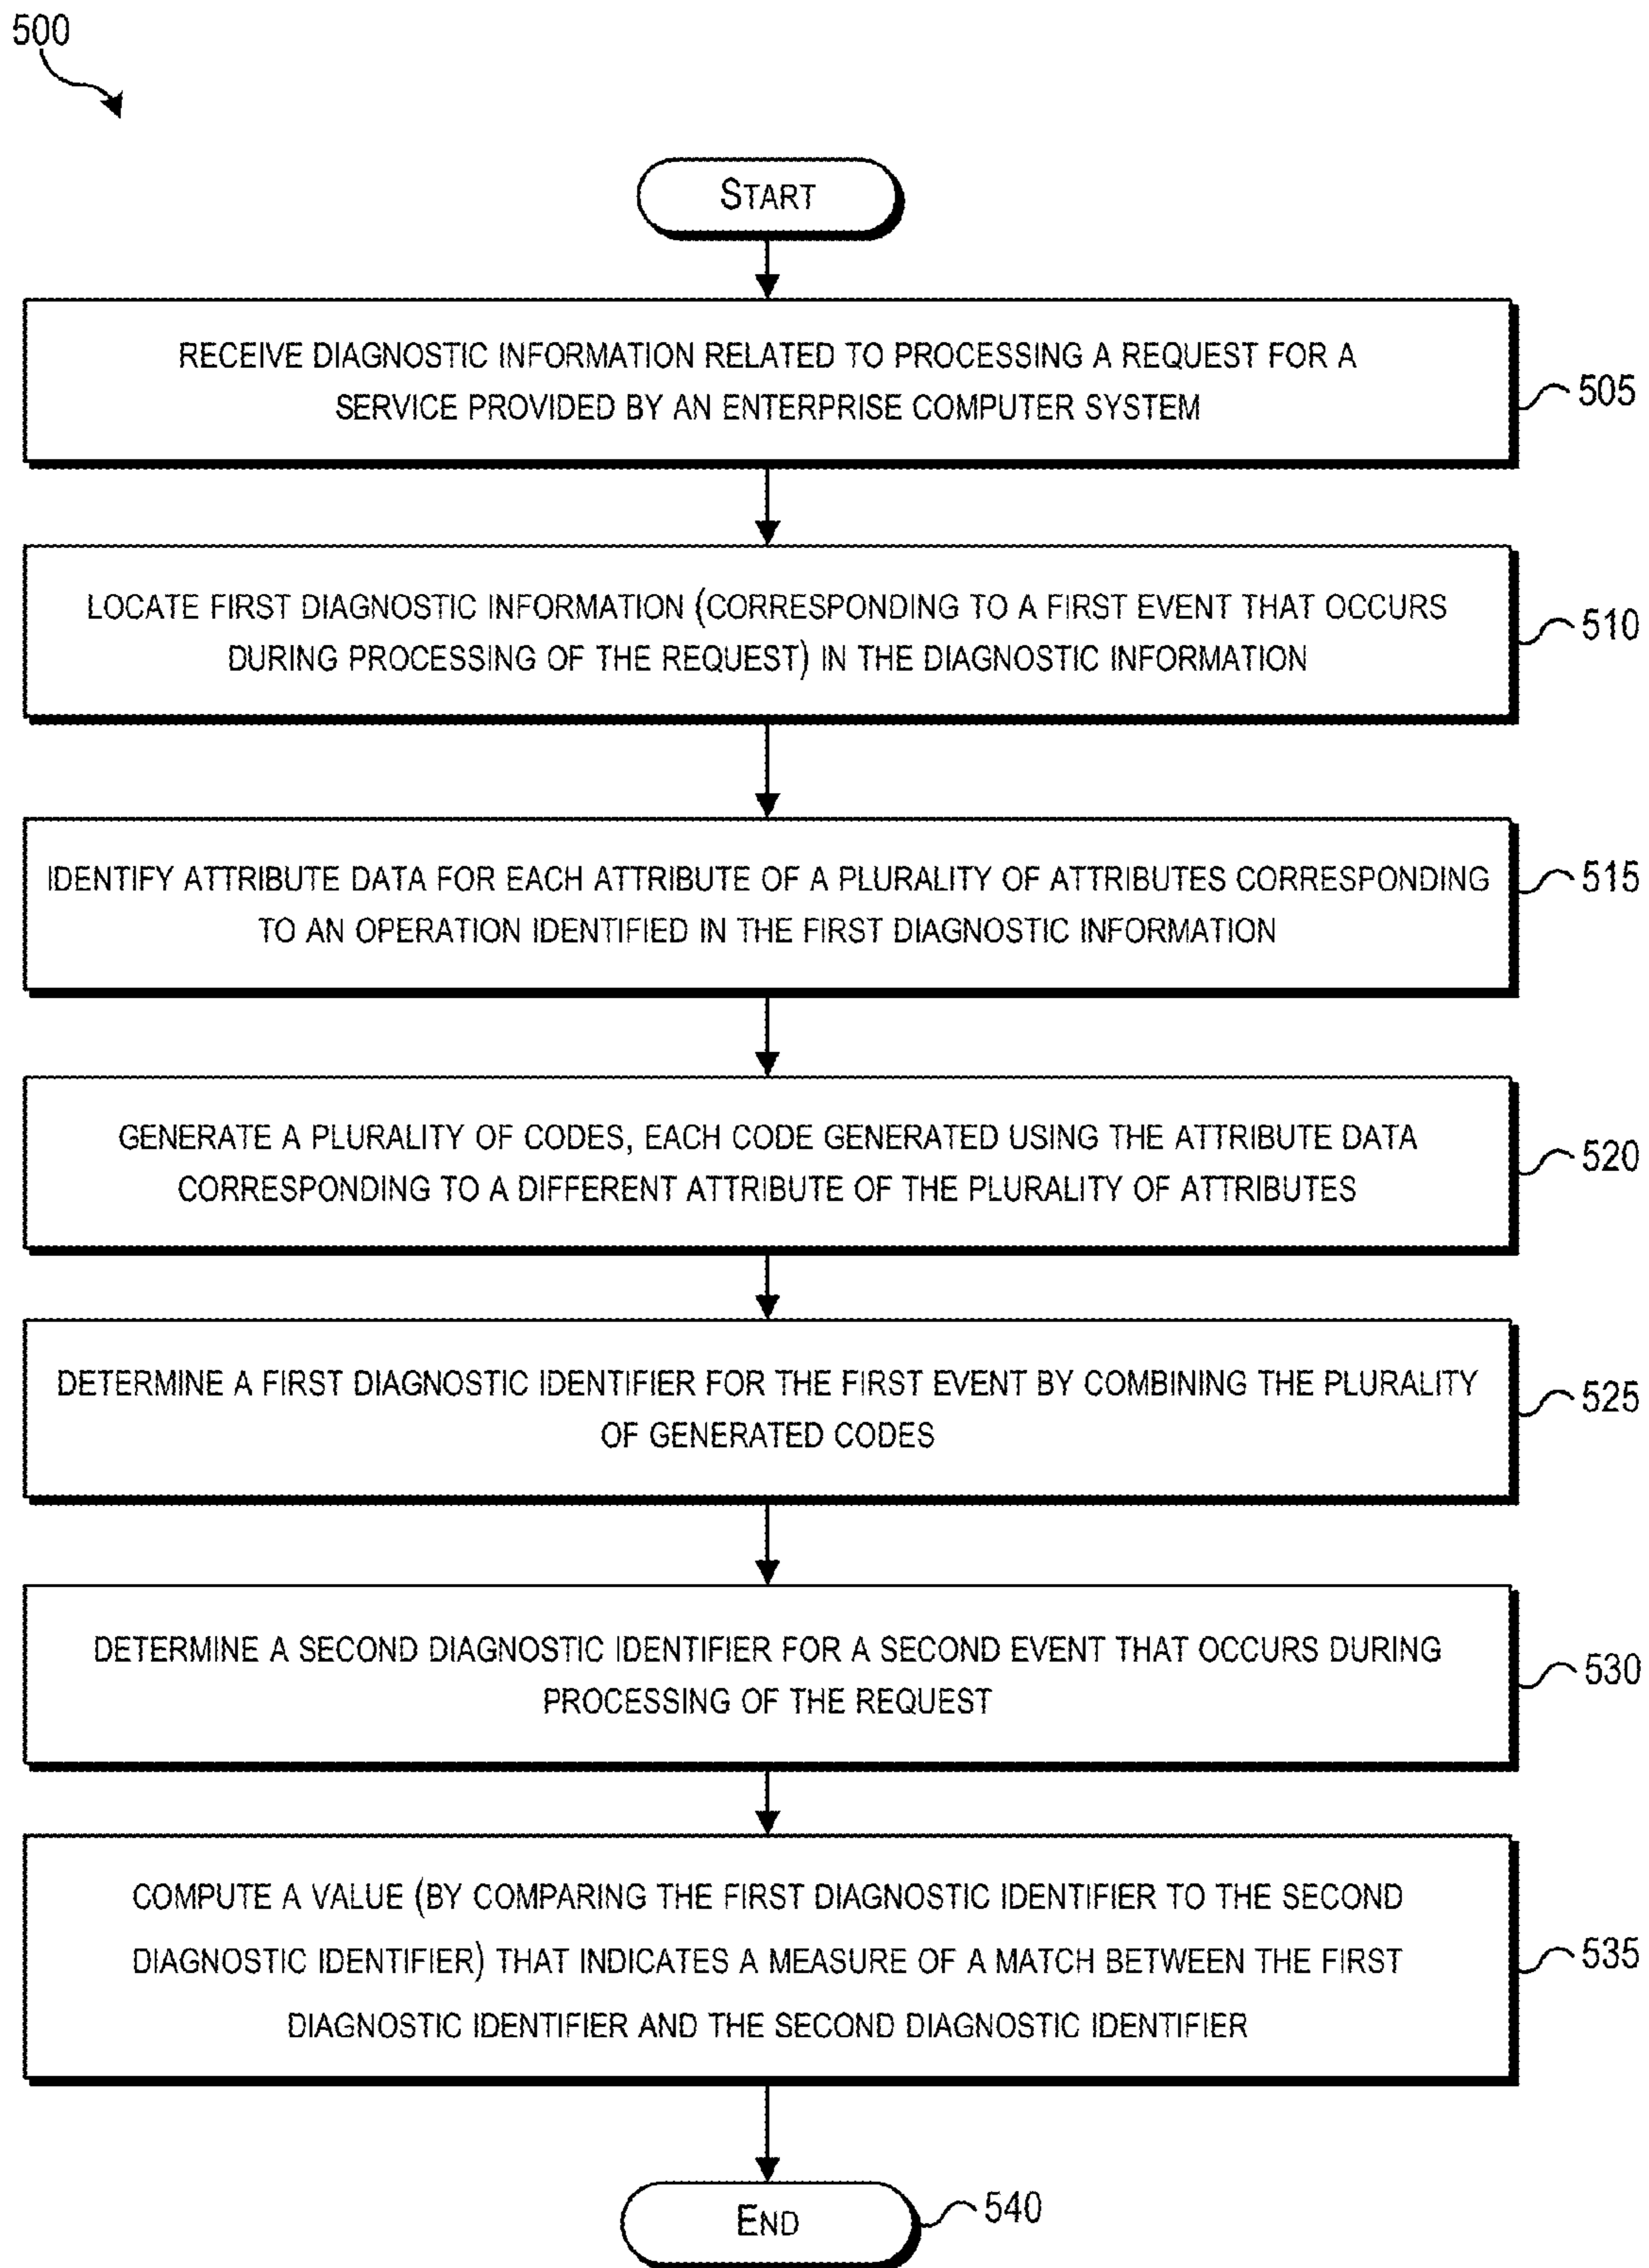 500
START
RECEIVE DIAGNOSTIC INFORMATION RELATED TO PROCESSING A REQUEST FOR A
SERVICE PROVIDED BY AN ENTERPRISE COMPUTER SYSTEM
505
LOCATE FIRST DIAGNOSTIC INFORMATION (CORRESPONDING TO A FIRST EVENT THAT OCCURS
DURING PROCESSING OF THE REQUEST) IN THE DIAGNOSTIC INFORMATION
510
IDENTIFY ATTRIBUTE DATA FOR EACH ATTRIBUTE OF A PLURALITY OF ATTRIBUTES CORRESPONDING
TO AN OPERATION IDENTIFIED IN THE FIRST DIAGNOSTIC INFORMATION
515
GENERATE A PLURALITY OF CODES, EACH CODE GENERATED USING THE ATTRIBUTE DATA
CORRESPONDING TO A DIFFERENT ATTRIBUTE OF THE PLURALITY OF ATTRIBUTES
520
DETERMINE A FIRST DIAGNOSTIC IDENTIFIER FOR THE FIRST EVENT BY COMBINING THE PLURALITY
OF GENERATED CODES
525
DETERMINE A SECOND DIAGNOSTIC IDENTIFIER FOR A SECOND EVENT THAT OCCURS DURING
PROCESSING OF THE REQUEST
530
COMPUTE A VALUE (BY COMPARING THE FIRST DIAGNOSTIC IDENTIFIER TO THE SECOND
DIAGNOSTIC IDENTIFIER) THAT INDICATES A MEASURE OF A MATCH BETWEEN THE FIRST
DIAGNOSTIC IDENTIFIER AND THE SECOND DIAGNOSTIC IDENTIFIER
535
END
540